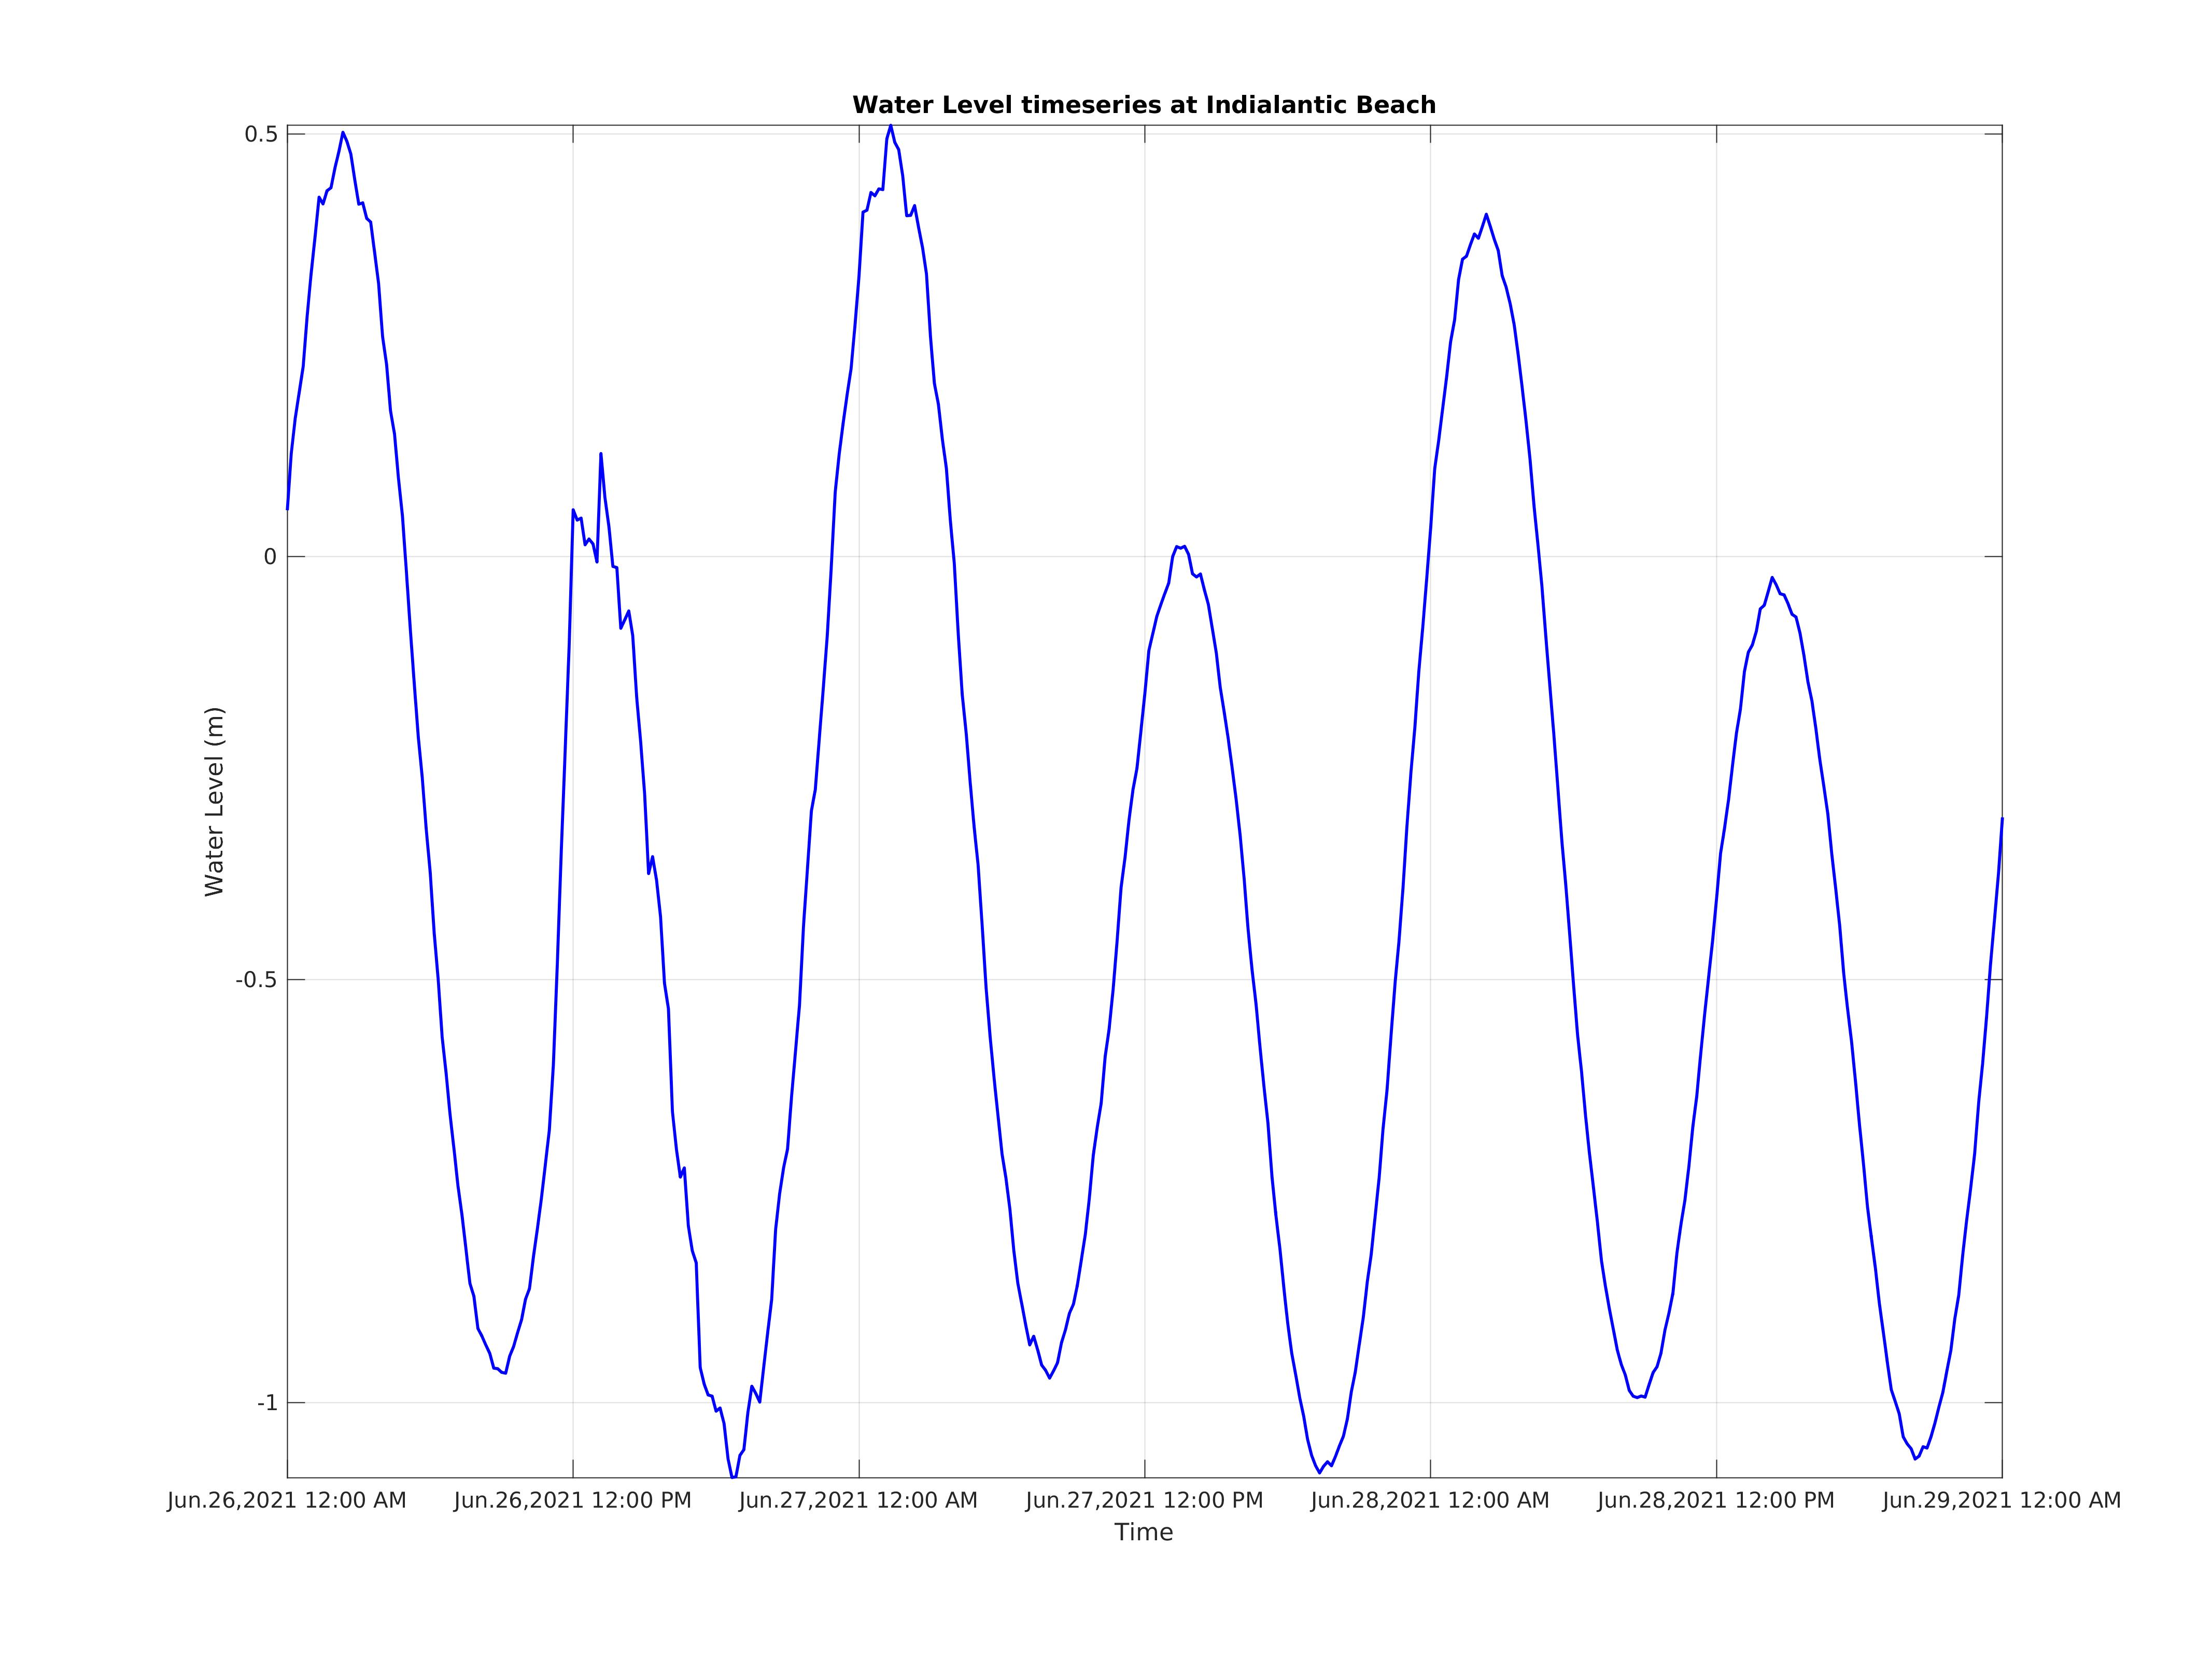 Water Level timeseries at Indialantic Beach
0.5
0
-0.5
-1
Water Level (m)
Jun.26,2021 12:00 AM Jun.26,2021 12:00 PM Jun.27,2021 12:00 AM Jun.27,2021 12:00 PM Jun.28,2021 12:00 AM Jun.28,2021 12:00 PM Jun.29,2021 12:00 AM
Time